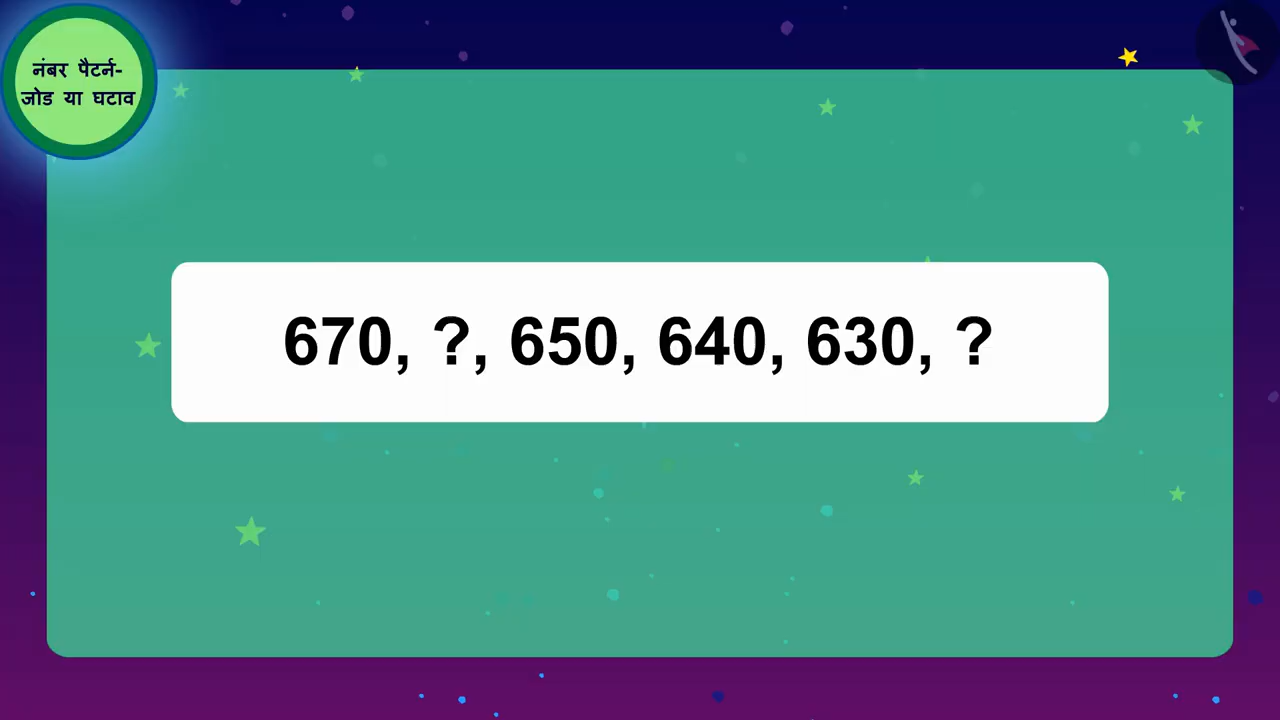 नंबर पैटर्न-
जोड या घटाव
670, ?, 650, 640, 630, ?